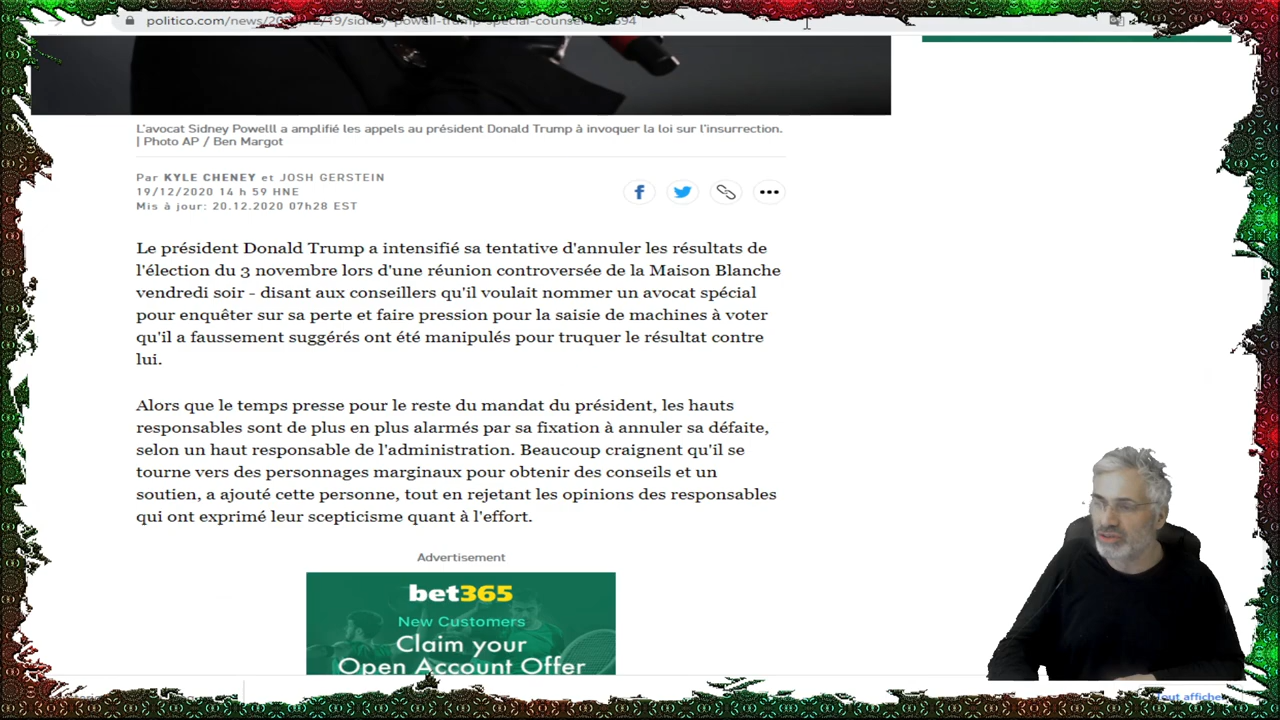 politico.com/news/20
2/19/sidney-powell-trump-special-counse
L'avocat Sidney Powelll a amplifié les appels au président Donald Trump à invoquer la loi sur l'insurrection.
| Photo AP / Ben Margot
Par KYLE CHENEY et JOSH GERSTEIN
19/12/2020 14 h 59 HNE
Mis à jour: 20.12.2020 07h28 EST
Le président Donald Trump a intensifié sa tentative d'annuler les résultats de
l'élection du 3 novembre lors d'une réunion controversée de la Maison Blanche
vendredi soir - disant aux conseillers qu'il voulait nommer un avocat spécial
pour enquêter sur sa perte et faire pression pour la saisie de machines à voter
qu'il a faussement suggérés ont été manipulés pour truquer le résultat contre
lui.
Alors que le temps presse pour le reste du mandat du président, les hauts
responsables sont de plus en plus alarmés par sa fixation à annuler sa défaite,
selon un haut responsable de l'administration. Beaucoup craignent qu'il se
tourne vers des personnages marginaux pour obtenir des conseils et un
soutien, a ajouté cette personne, tout en rejetant les opinions des responsables
qui ont exprimé leur scepticisme quant à l'effort.
Advertisement
bet365
New Customers
Claim your
Open Account Offer
Tout affiche